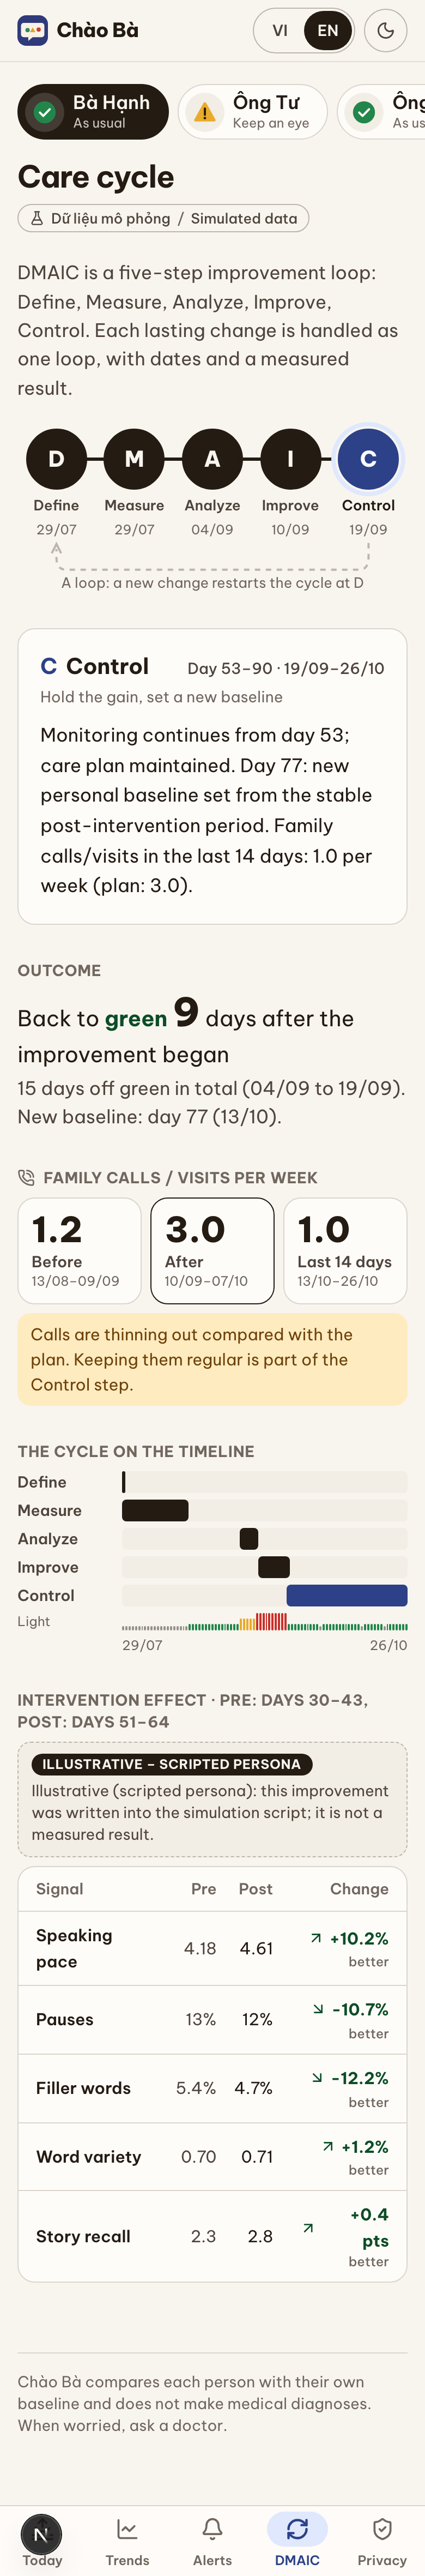 Chào Bà
VI EN
Bà Hạnh
As usual
Ông Tư
Keep an eye
Ông
As us
Care cycle
Dữ liệu mô phỏng / Simulated data
DMAIC is a five-step improvement loop:
Define, Measure, Analyze, Improve,
Control. Each lasting change is handled as
one loop, with dates and a measured
result.
D M A I C
Define Measure Analyze Improve Control
29/07 29/07 04/09 10/09 19/09
A loop: a new change restarts the cycle at D
C Control Day 53–90 · 19/09–26/10
Hold the gain, set a new baseline
Monitoring continues from day 53;
care plan maintained. Day 77: new
personal baseline set from the stable
post-intervention period. Family
calls/visits in the last 14 days: 1.0 per
week (plan: 3.0).
OUTCOME
Back to green 9 days after the
improvement began
15 days off green in total (04/09 to 19/09).
New baseline: day 77 (13/10).
FAMILY CALLS / VISITS PER WEEK
1.2 3.0 1.0
Before After Last 14 days
13/08–09/09 10/09–07/10 13/10–26/10
Calls are thinning out compared with the
plan. Keeping them regular is part of the
Control step.
THE CYCLE ON THE TIMELINE
Define
Measure
Analyze
Improve
Control
Light
29/07 26/10
INTERVENTION EFFECT · PRE: DAYS 30–43,
POST: DAYS 51–64
ILLUSTRATIVE – SCRIPTED PERSONA
Illustrative (scripted persona): this improvement
was written into the simulation script; it is not a
measured result.
Signal Pre Post Change
Speaking
pace 4.18 4.61 +10.2%
better
Pauses 13% 12% -10.7%
better
Filler words 5.4% 4.7% -12.2%
better
Word variety 0.70 0.71 +1.2%
better
Story recall 2.3 2.8 +0.4
pts
better
Chào Bà compares each person with their own
baseline and does not make medical diagnoses.
When worried, ask a doctor.
N
Today Trends Alerts DMAIC Privacy